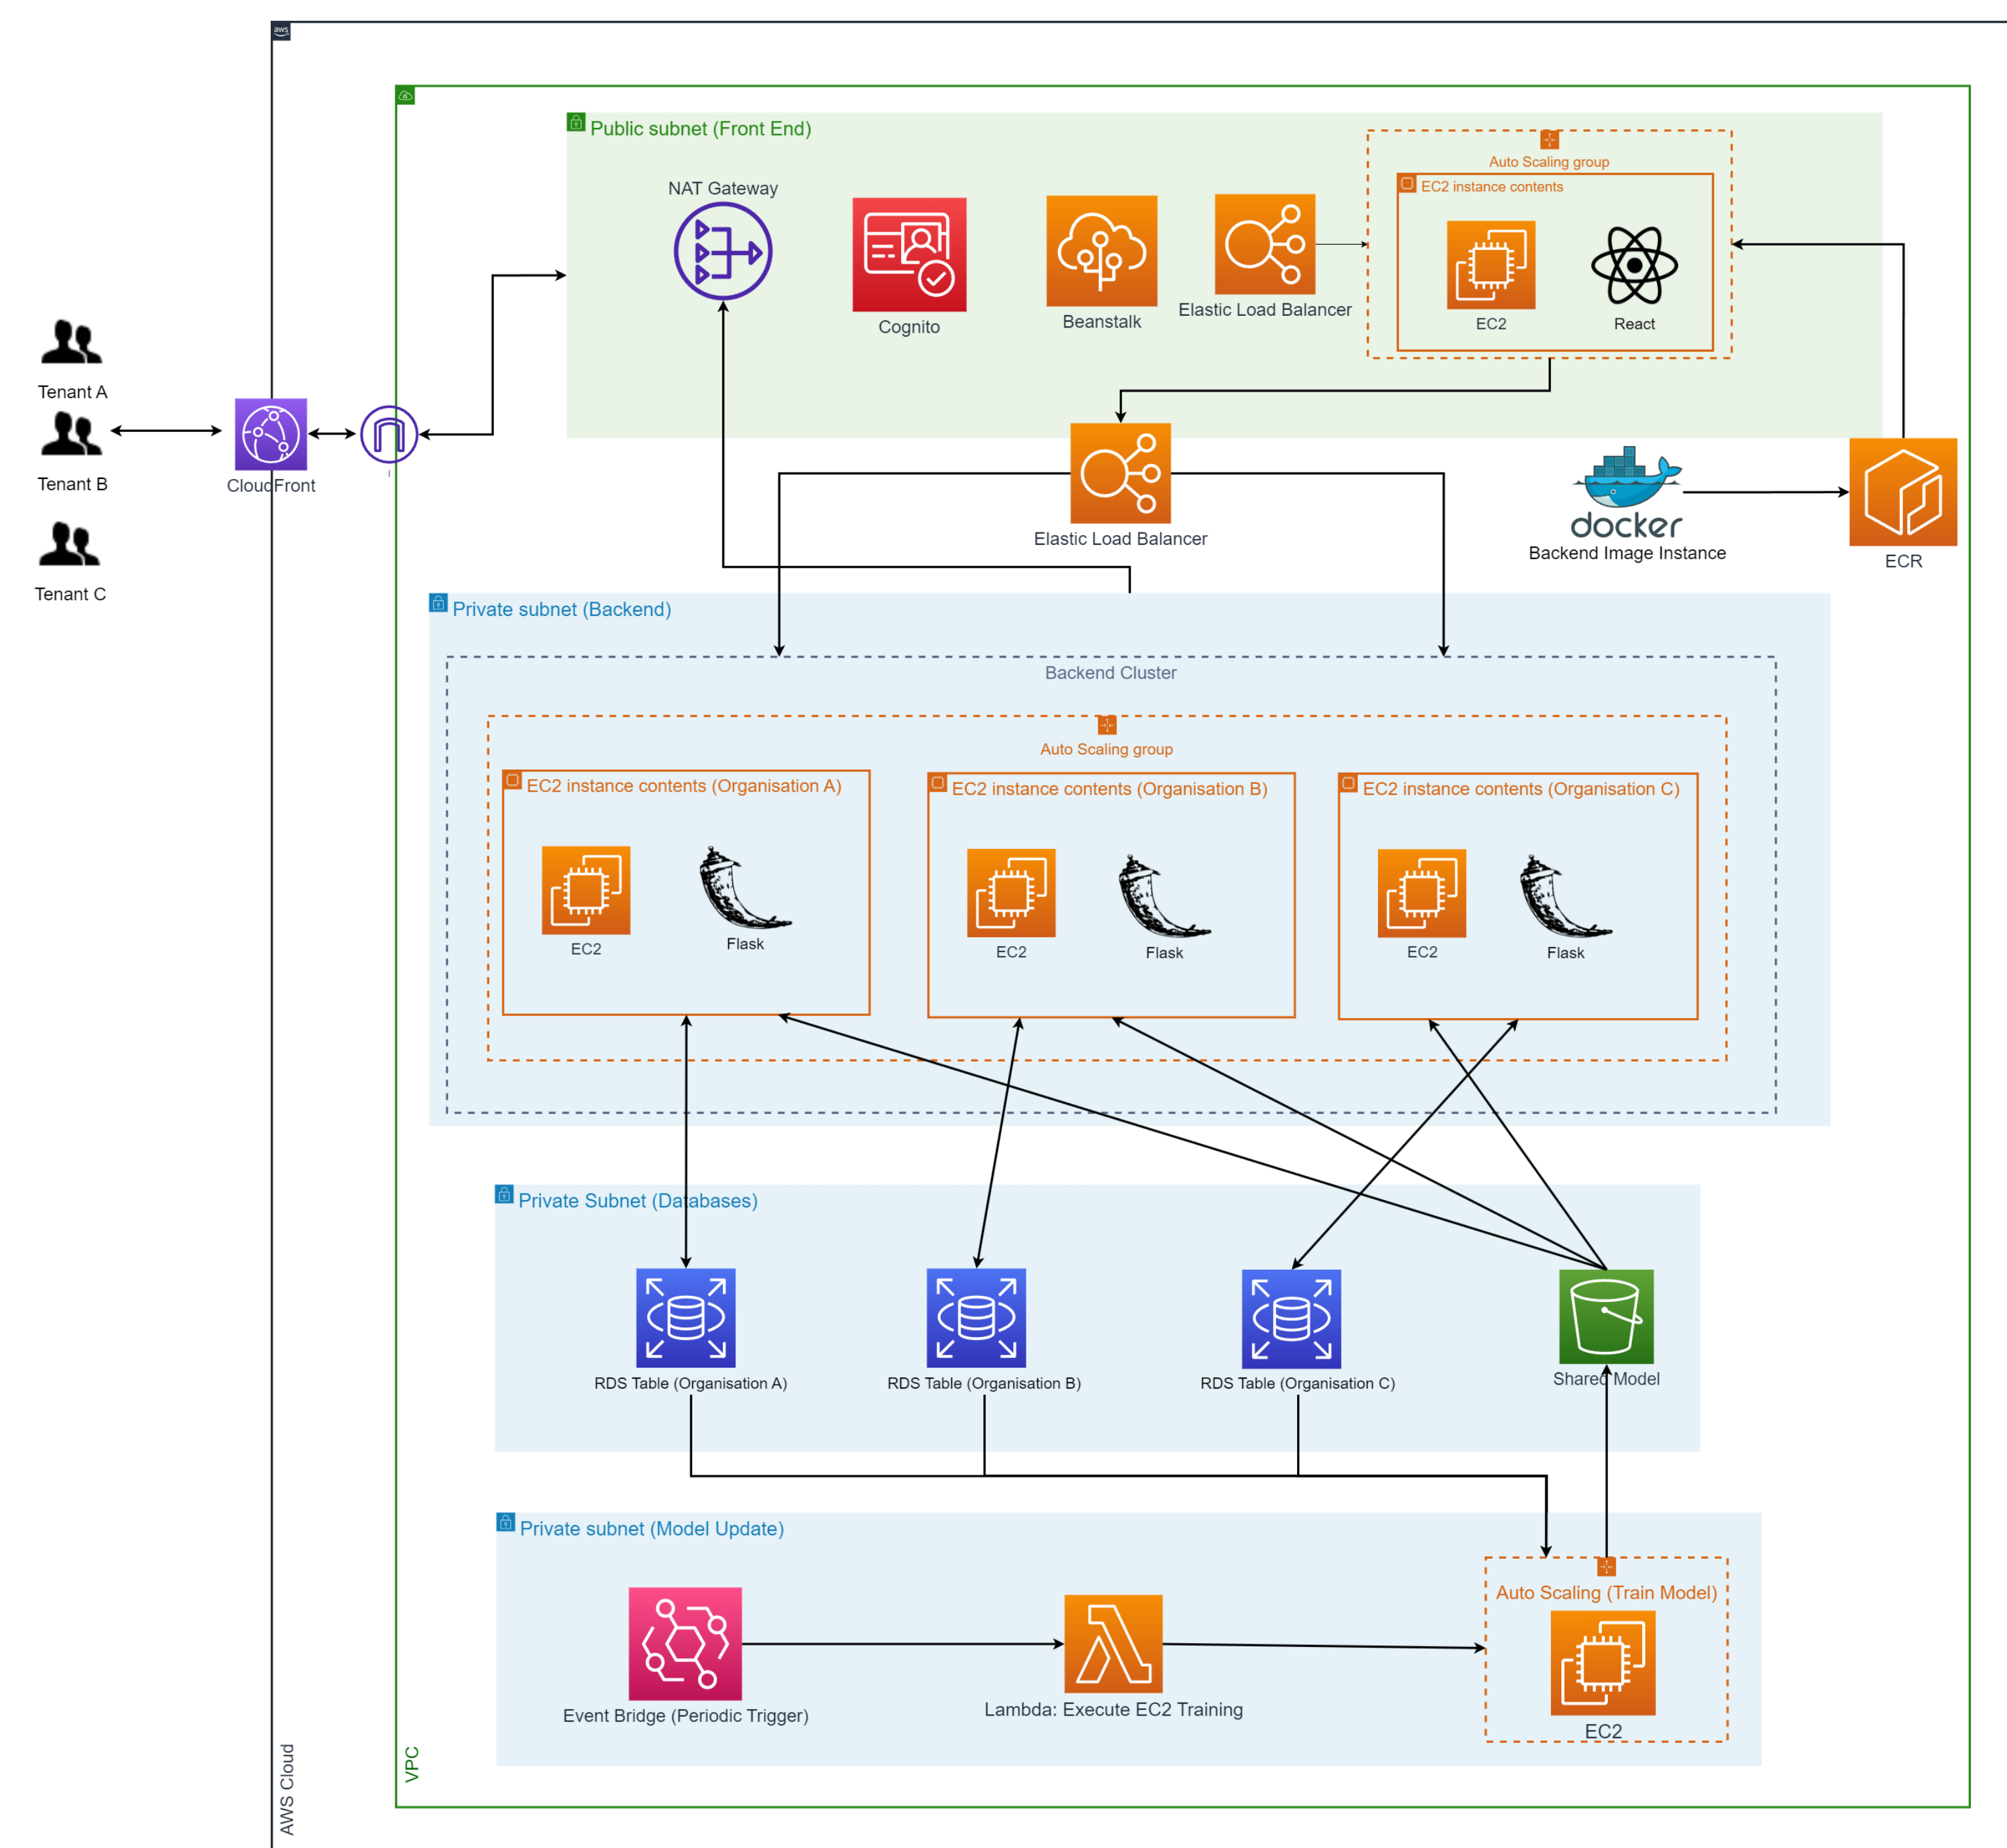 aws
Public subnet (Front End)
NAT Gateway
Cognito
Beanstalk
Elastic Load Balancer
Auto Scaling group
EC2 instance contents
EC2
React
Tenant A
Tenant B
Tenant C
CloudFront
Elastic Load Balancer
docker
Backend Image Instance
ECR
Private subnet (Backend)
Backend Cluster
Auto Scaling group
EC2 instance contents (Organisation A)
EC2
Flask
EC2 instance contents (Organisation B)
EC2
Flask
EC2 instance contents (Organisation C)
EC2
Flask
Private Subnet (Databases)
RDS Table (Organisation A)
RDS Table (Organisation B)
RDS Table (Organisation C)
Shared Model
Private subnet (Model Update)
Event Bridge (Periodic Trigger)
Lambda: Execute EC2 Training
Auto Scaling (Train Model)
EC2
VPC
AWS Cloud